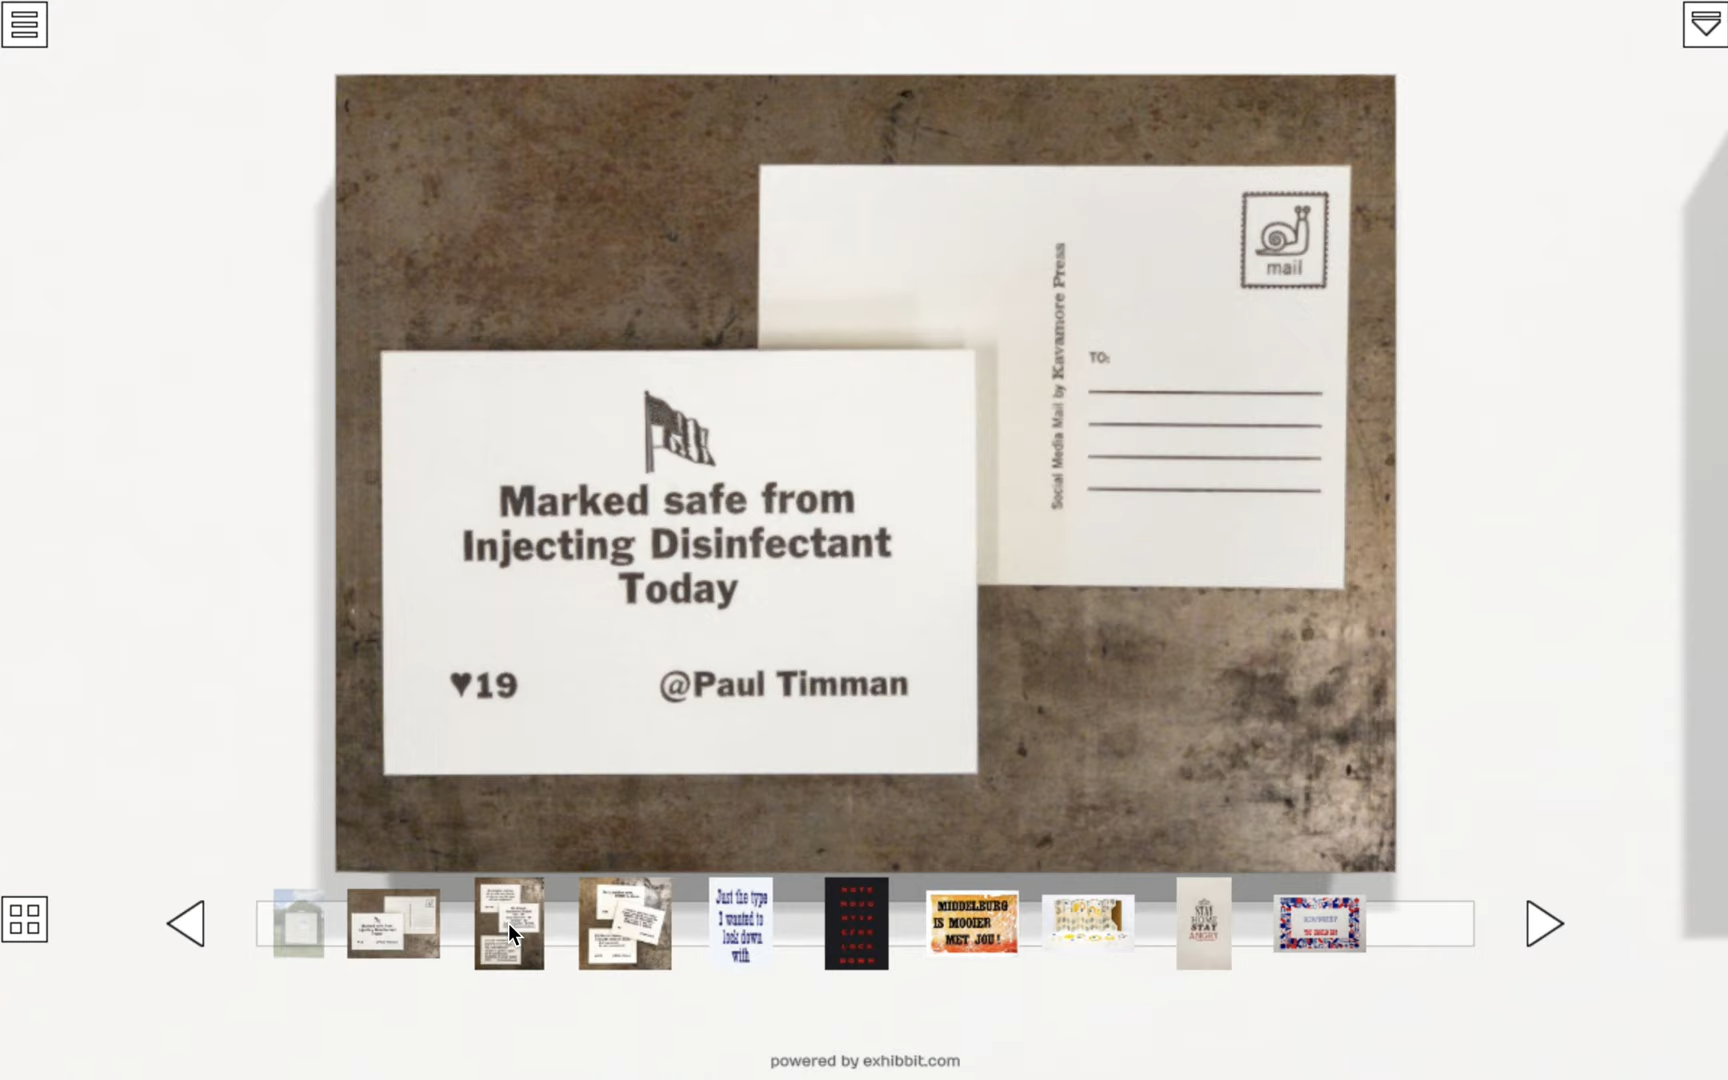 mail
Social Media Mail by Kavamore Press
TO:
Marked safe from
Injecting Disinfectant
Today
♥19
@Paul Timman
Just the type
I wanted to
lock down
with
MIDDELBURG
IS MOOIER
MET JOU!
STAY
HOME
STAY
ANGRY
powered by exhibbit.com